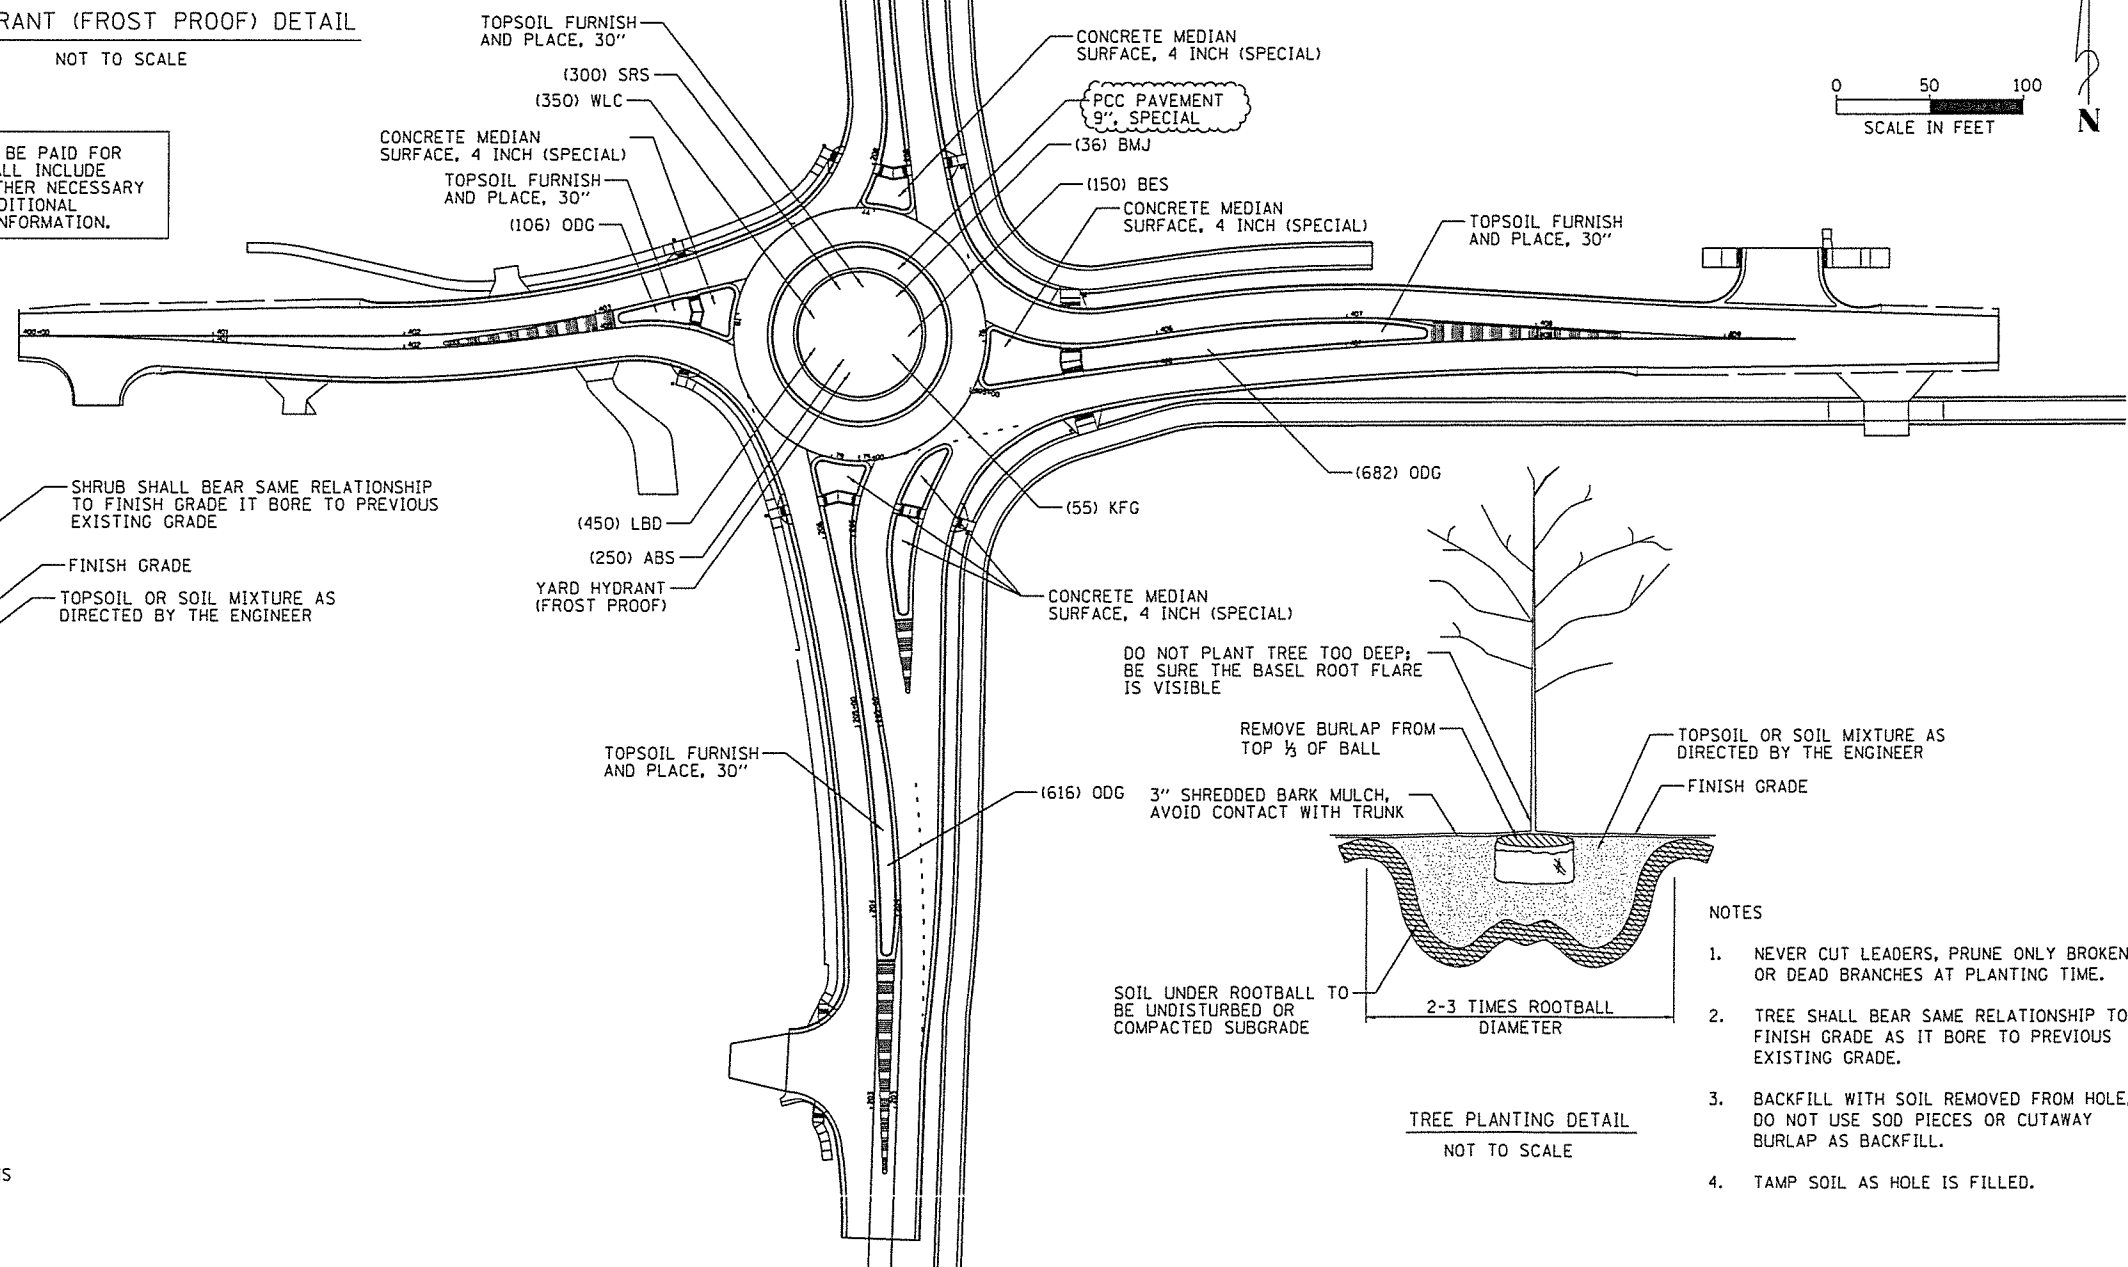 RANT (FROST PROOF) DETAIL
NOT TO SCALE
BE PAID FOR
ALL INCLUDE
THER NECESSARY
DITIONAL
NFORMATION.
TOPSOIL FURNISH
AND PLACE, 30"
(300) SRS
(350) WLC
CONCRETE MEDIAN
SURFACE, 4 INCH (SPECIAL)
TOPSOIL FURNISH
AND PLACE, 30"
(106) ODG
CONCRETE MEDIAN
SURFACE, 4 INCH (SPECIAL)
PCC PAVEMENT
9", SPECIAL
(36) BMJ
(150) BES
CONCRETE MEDIAN
SURFACE, 4 INCH (SPECIAL)
TOPSOIL FURNISH
AND PLACE, 30"
0 50 100
SCALE IN FEET
N
400+00
401
401
402
402
403
406
407
408
409
SHRUB SHALL BEAR SAME RELATIONSHIP
TO FINISH GRADE IT BORE TO PREVIOUS
EXISTING GRADE
FINISH GRADE
TOPSOIL OR SOIL MIXTURE AS
DIRECTED BY THE ENGINEER
(450) LBD
(250) ABS
YARD HYDRANT
(FROST PROOF)
(682) ODG
(55) KFG
CONCRETE MEDIAN
SURFACE, 4 INCH (SPECIAL)
TOPSOIL FURNISH
AND PLACE, 30"
(616) ODG
DO NOT PLANT TREE TOO DEEP;
BE SURE THE BASEL ROOT FLARE
IS VISIBLE
REMOVE BURLAP FROM
TOP ⅓ OF BALL
3" SHREDDED BARK MULCH,
AVOID CONTACT WITH TRUNK
TOPSOIL OR SOIL MIXTURE AS
DIRECTED BY THE ENGINEER
FINISH GRADE
SOIL UNDER ROOTBALL TO
BE UNDISTURBED OR
COMPACTED SUBGRADE
2-3 TIMES ROOTBALL
DIAMETER
TREE PLANTING DETAIL
NOT TO SCALE
NOTES
1. NEVER CUT LEADERS, PRUNE ONLY BROKEN
OR DEAD BRANCHES AT PLANTING TIME.
2. TREE SHALL BEAR SAME RELATIONSHIP TO
FINISH GRADE AS IT BORE TO PREVIOUS
EXISTING GRADE.
3. BACKFILL WITH SOIL REMOVED FROM HOLE,
DO NOT USE SOD PIECES OR CUTAWAY
BURLAP AS BACKFILL.
4. TAMP SOIL AS HOLE IS FILLED.